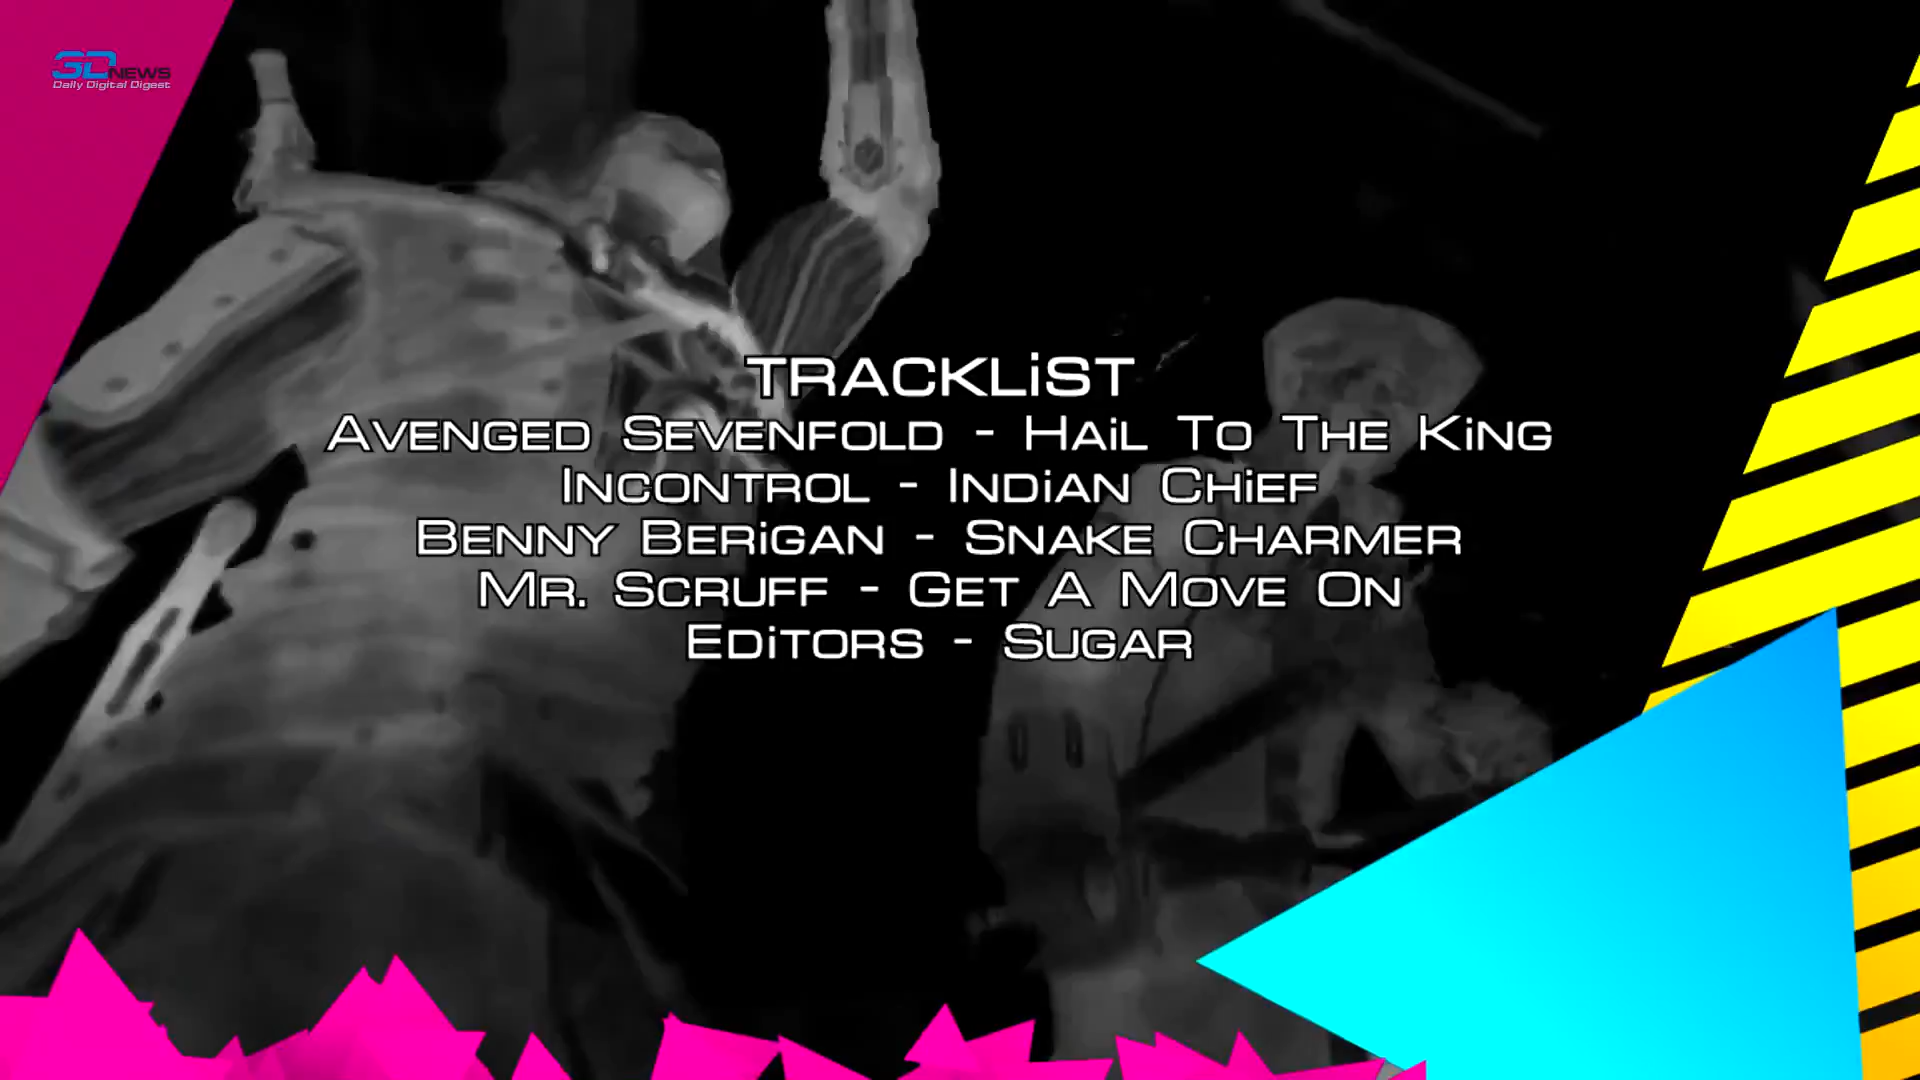 3DNEWS
Daily Digital Digest
TRACKLiST
AVENGED SEVENFOLD - HAiL TO THE KiNG
INCONTROL - INDiAN CHiEF
BENNY BERiGAN - SNAKE CHARMER
MR. SCRUFF - GET A MOVE ON
EDiTORS - SUGAR